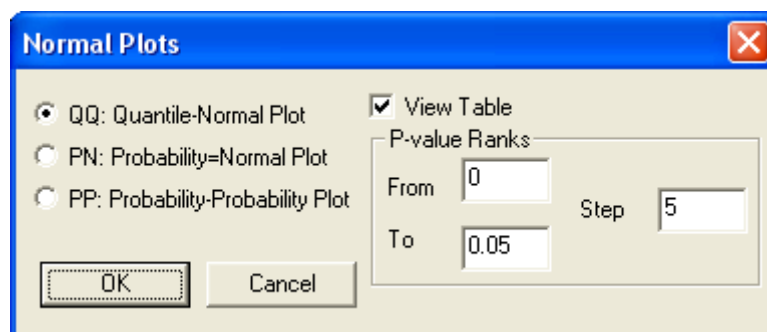 Normal Plots
QQ: Quantile-Normal Plot
PN: Probability=Normal Plot
PP: Probability-Probability Plot
View Table
P-value Ranks
From 0
To 0.05
Step 5
OK
Cancel